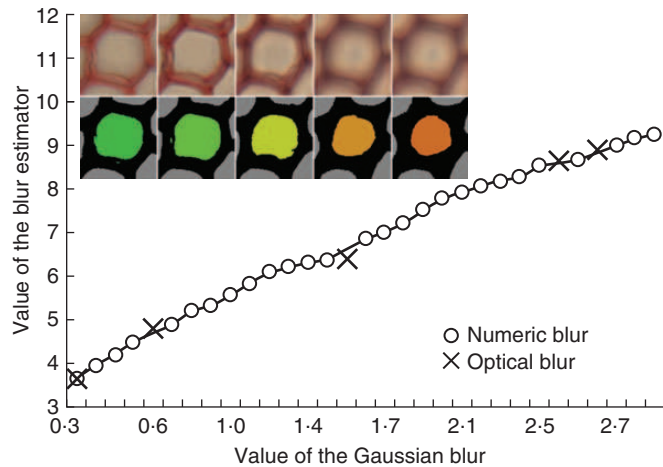 Value of the blur estimator
12
11
10
9
8
7
6
5
4
3
Numeric blur
Optical blur
0·3 0·6 1·0 1·4 1·7 2·1 2·5 2·7
Value of the Gaussian blur